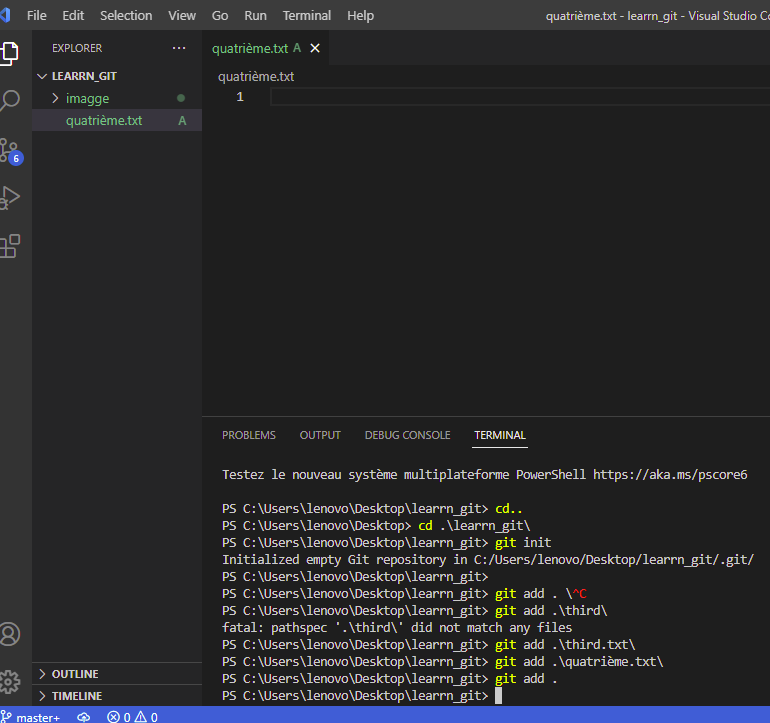 File Edit Selection View Go Run Terminal Help
quatrième.txt - learrn_git - Visual Studio Co
EXPLORER ...
quatrième.txt A
LEARRN_GIT
imagge
quatrième.txt A
quatrième.txt
1
6
PROBLEMS OUTPUT DEBUG CONSOLE TERMINAL
Testez le nouveau système multiplateforme PowerShell https://aka.ms/pscore6
PS C:\Users\lenovo\Desktop\learrn_git> cd..
PS C:\Users\lenovo\Desktop> cd .\learrn_git\
PS C:\Users\lenovo\Desktop\learrn_git> git init
Initialized empty Git repository in C:/Users/lenovo/Desktop/learrn_git/.git/
PS C:\Users\lenovo\Desktop\learrn_git>
PS C:\Users\lenovo\Desktop\learrn_git> git add . \^C
PS C:\Users\lenovo\Desktop\learrn_git> git add .\third\
fatal: pathspec '.\third\' did not match any files
PS C:\Users\lenovo\Desktop\learrn_git> git add .\third.txt\
PS C:\Users\lenovo\Desktop\learrn_git> git add .\quatrième.txt\
PS C:\Users\lenovo\Desktop\learrn_git> git add .
PS C:\Users\lenovo\Desktop\learrn_git>
OUTLINE
TIMELINE
master+ 0 0